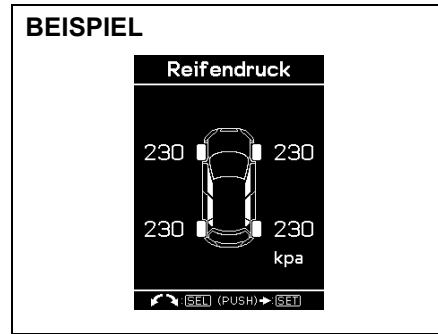 BEISPIEL
Reifendruck
230 230
230 230
kpa
:SEL (PUSH)➔:SET